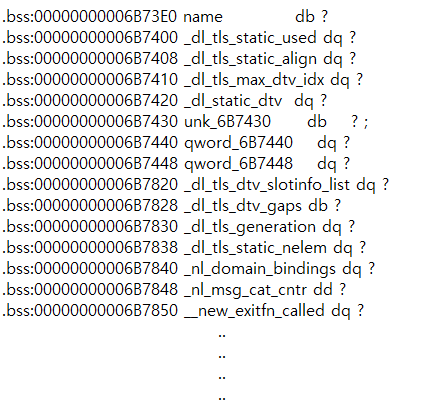 .bss:00000000006B73E0 name db ?
.bss:00000000006B7400 _dl_tls_static_used dq ?
.bss:00000000006B7408 _dl_tls_static_align dq ?
.bss:00000000006B7410 _dl_tls_max_dtv_idx dq ?
.bss:00000000006B7420 _dl_static_dtv dq ?
.bss:00000000006B7430 unk_6B7430 db ? ;
.bss:00000000006B7440 qword_6B7440 dq ?
.bss:00000000006B7448 qword_6B7448 dq ?
.bss:00000000006B7820 _dl_tls_dtv_slotinfo_list dq ?
.bss:00000000006B7828 _dl_tls_dtv_gaps db ?
.bss:00000000006B7830 _dl_tls_generation dq ?
.bss:00000000006B7838 _dl_tls_static_nelem dq ?
.bss:00000000006B7840 _nl_domain_bindings dq ?
.bss:00000000006B7848 _nl_msg_cat_cntr dd ?
.bss:00000000006B7850 __new_exitfn_called dq ?
..
..
..
..